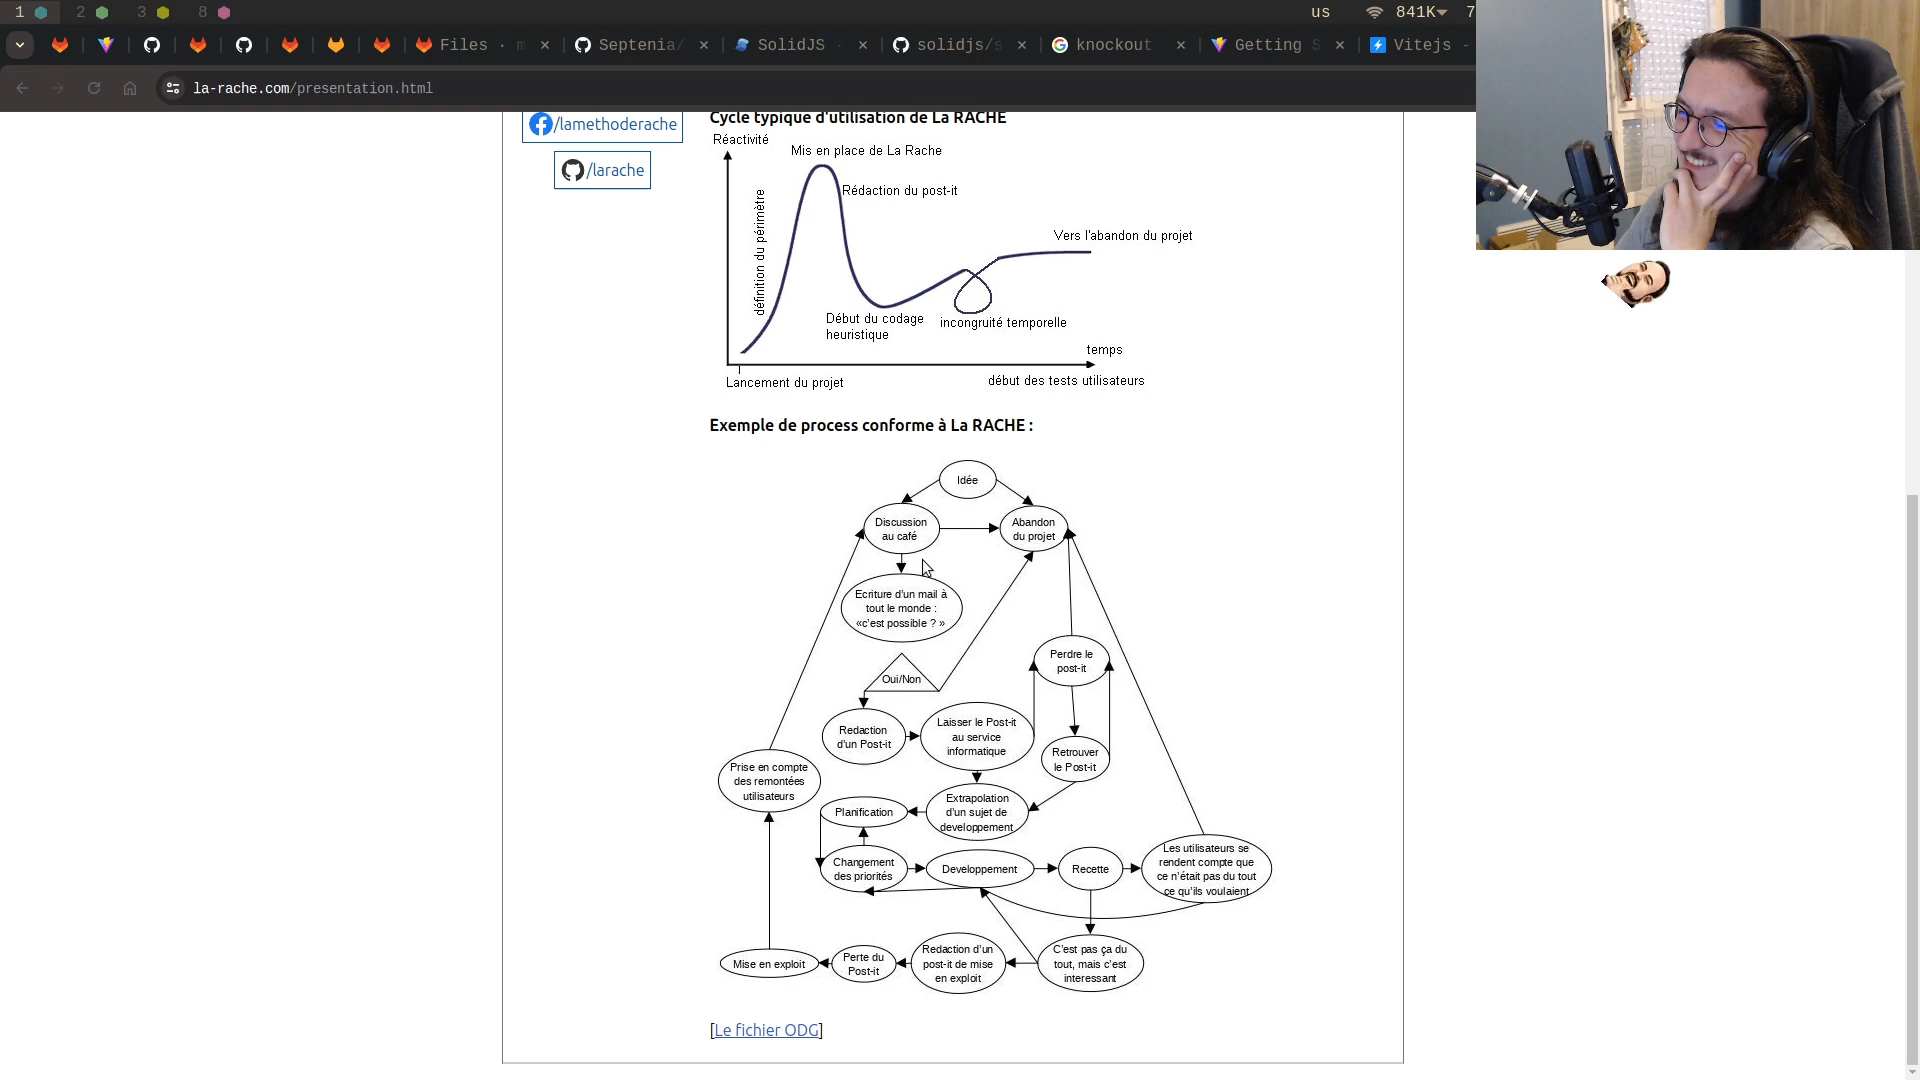 1 2 3 8 us 841K 7
Files · m × Septenia/ × SolidJS · × solidjs/s × knockout × Getting S × Vitejs -
la-rache.com/presentation.html
/lamethoderache
/larache
Cycle typique d'utilisation de La RACHE
Réactivité
Mis en place de La Rache
Rédaction du post-it
définition du périmètre
Vers l'abandon du projet
Début du codage
heuristique
incongruité temporelle
temps
Lancement du projet
début des tests utilisateurs
Exemple de process conforme à La RACHE :
Idée
Discussion
au café
Abandon
du projet
Ecriture d'un mail à
tout le monde :
«c'est possible ? »
Oui/Non
Perdre le
post-it
Redaction
d'un Post-it
Laisser le Post-it
au service
informatique
Retrouver
le Post-it
Prise en compte
des remontées
utilisateurs
Planification
Extrapolation
d'un sujet de
developpement
Changement
des priorités
Developpement
Recette
Les utilisateurs se
rendent compte que
ce n'était pas du tout
ce qu'ils voulaient
Mise en exploit
Perte du
Post-it
Redaction d'un
post-it de mise
en exploit
C'est pas ça du
tout, mais c'est
interessant
[Le fichier ODG]